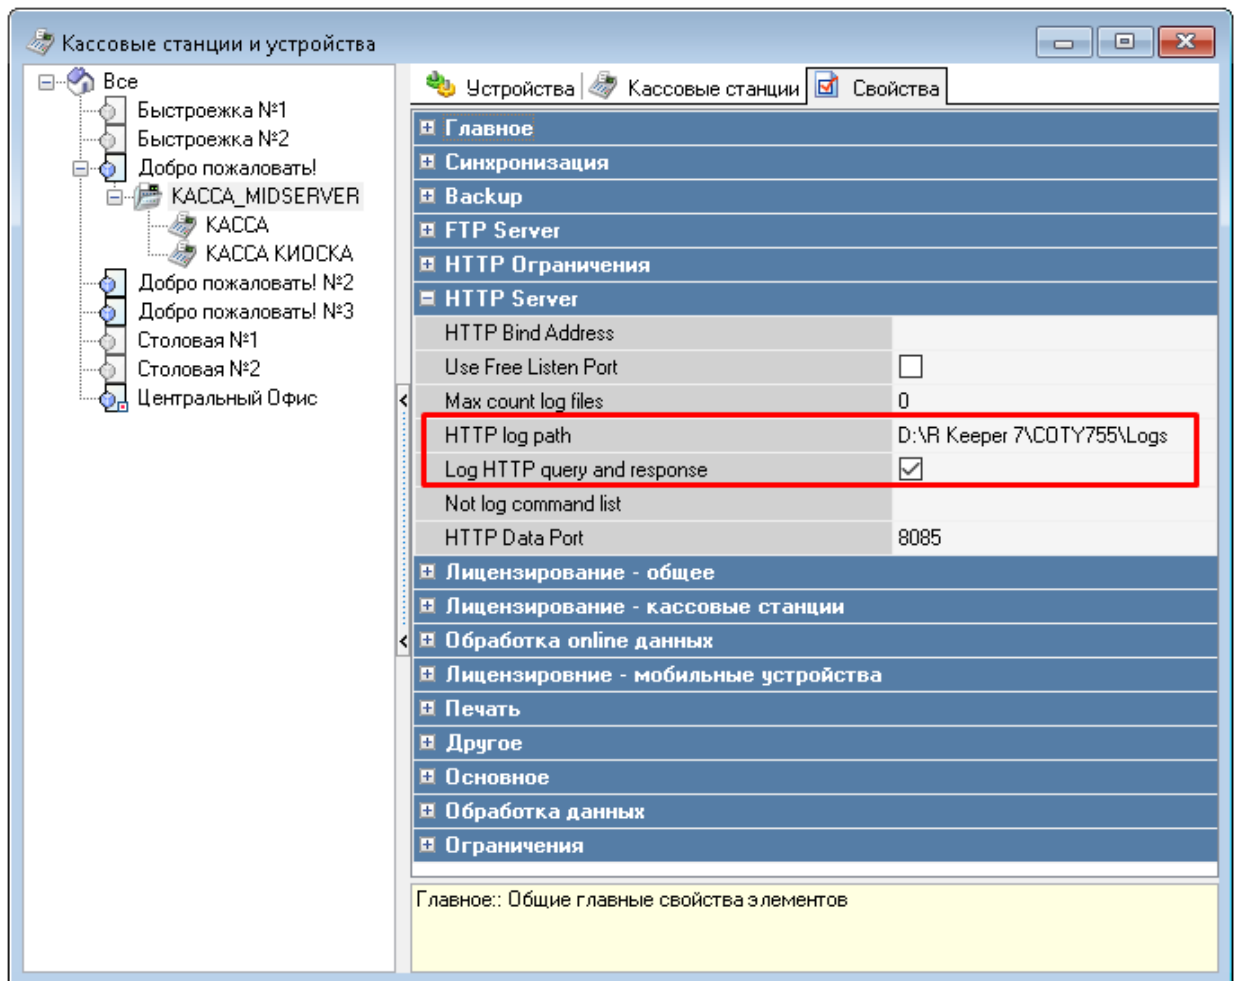 Кассовые станции и устройства
Все
Быстроежка №1
Быстроежка №2
Добро пожаловать!
КАССА_MIDSERVER
КАССА
КАССА КИОСКА
Добро пожаловать! №2
Добро пожаловать! №3
Столовая №1
Столовая №2
Центральный Офис
Устройства Кассовые станции Свойства
Главное
Синхронизация
Backup
FTP Server
HTTP Ограничения
HTTP Server
HTTP Bind Address
Use Free Listen Port
Max count log files 0
HTTP log path D:\R Keeper 7\COTY755\Logs
Log HTTP query and response
Not log command list
HTTP Data Port 8085
Лицензирование - общее
Лицензирование - кассовые станции
Обработка online данных
Лицензировние - мобильные устройства
Печать
Другое
Основное
Обработка данных
Ограничения
Главное:: Общие главные свойства элементов